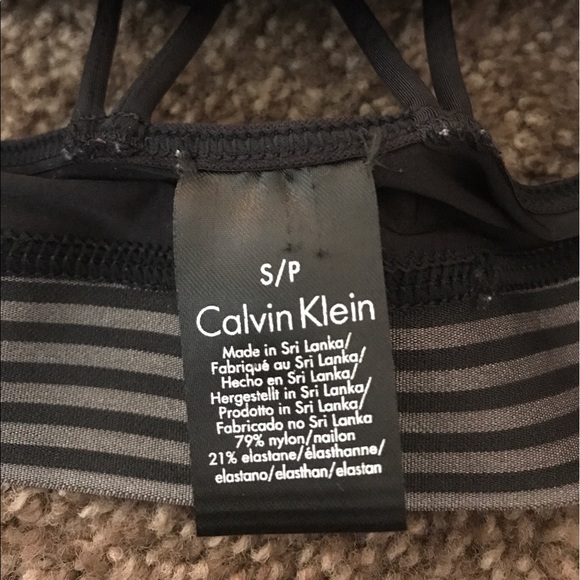 S/P
Calvin Klein
Made in Sri Lanka/
Fabriqué au Sri Lanka/
Hecho en Sri Lanka/
Hergestellt in Sri Lanka/
Prodotto in Sri Lanka/
Fabricado no Sri Lanka
79% nylon/nailon
21% elastane/élasthanne/
elastano/elasthan/elastan